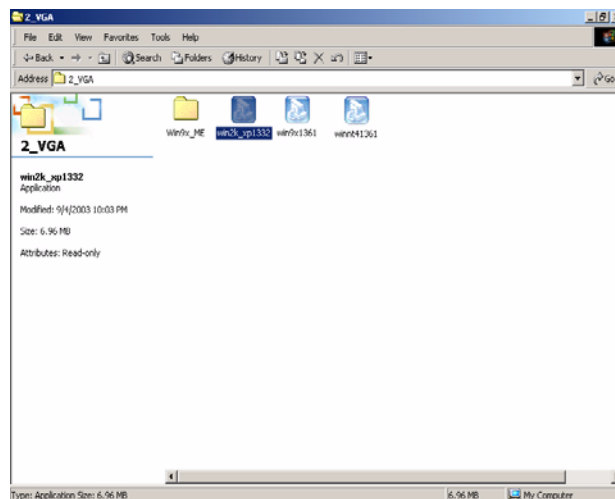 2_VGA
File Edit View Favorites Tools Help
Back Search Folders History
Address 2_VGA Go
2_VGA
Win9x_ME win2k_xp1332 win9x1361 winnt41361
win2k_xp1332
Application
Modified: 9/4/2003 10:03 PM
Size: 6.96 MB
Attributes: Read-only
Type: Application Size: 6.96 MB 6.96 MB My Computer